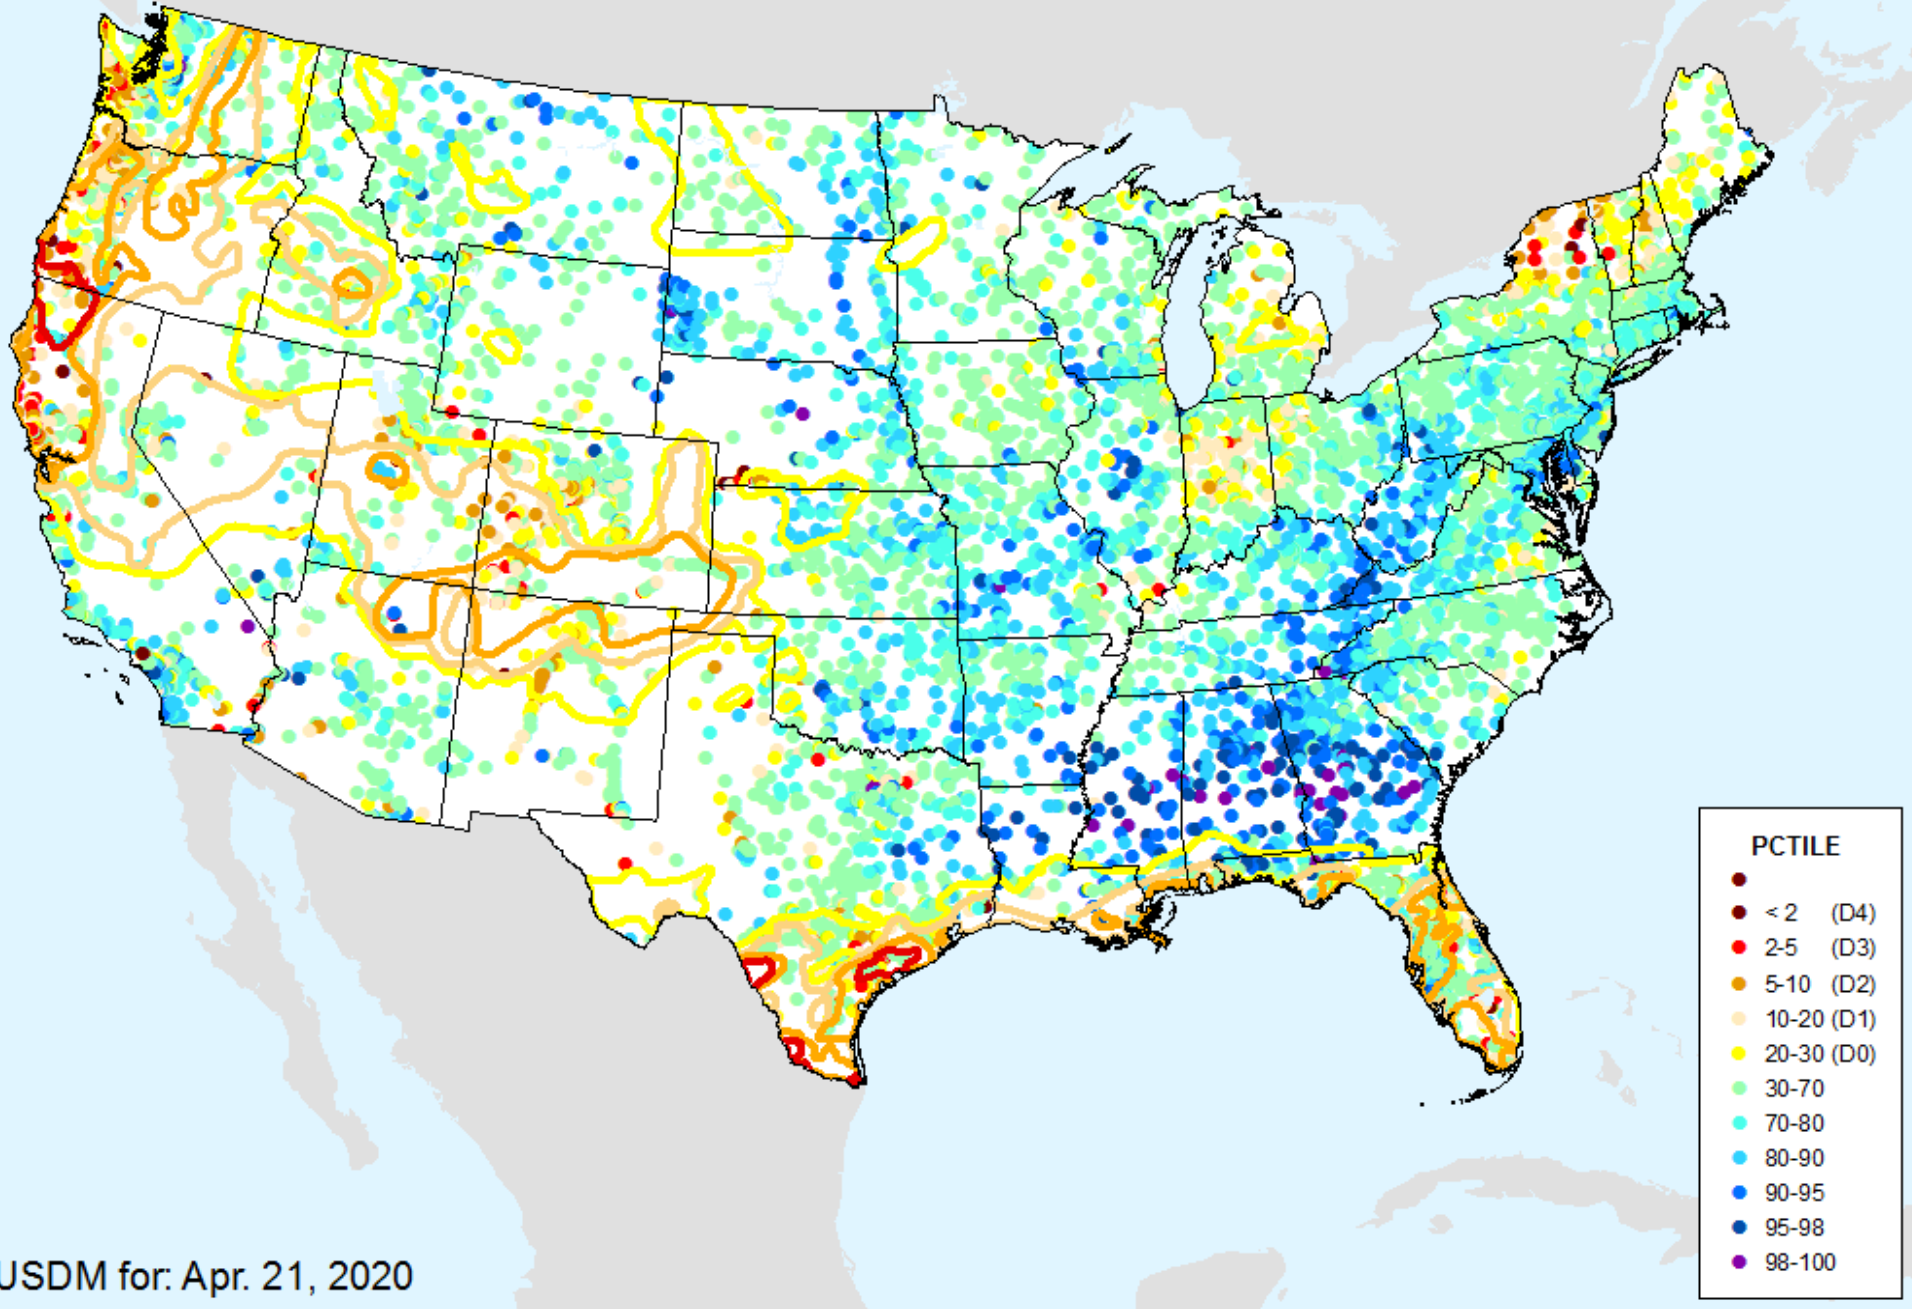 PCTILE
< 2 (D4)
2-5 (D3)
5-10 (D2)
10-20 (D1)
20-30 (D0)
30-70
70-80
80-90
90-95
95-98
98-100
USDM for: Apr. 21, 2020